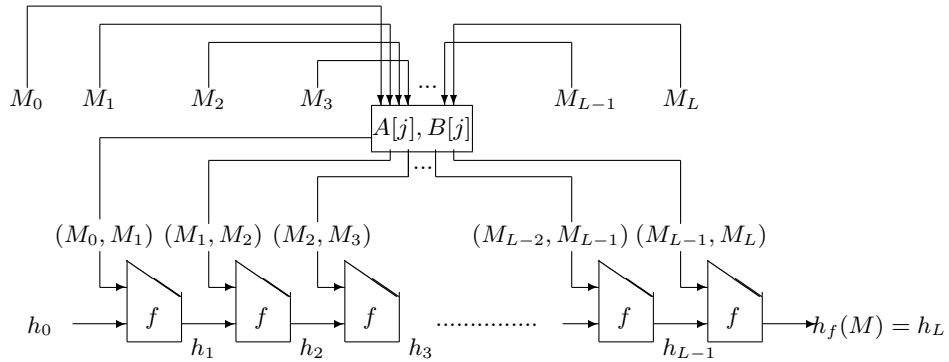 $M_0$ $M_1$ $M_2$ $M_3$ ... $M_{L-1}$ $M_L$
$A[j], B[j]$
...
$(M_0, M_1)$ $(M_1, M_2)$ $(M_2, M_3)$ $(M_{L-2}, M_{L-1})$ $(M_{L-1}, M_L)$
$h_0$ $f$ $f$ $f$ ............... $f$ $f$ $h_f(M) = h_L$
$h_1$ $h_2$ $h_3$ $h_{L-1}$